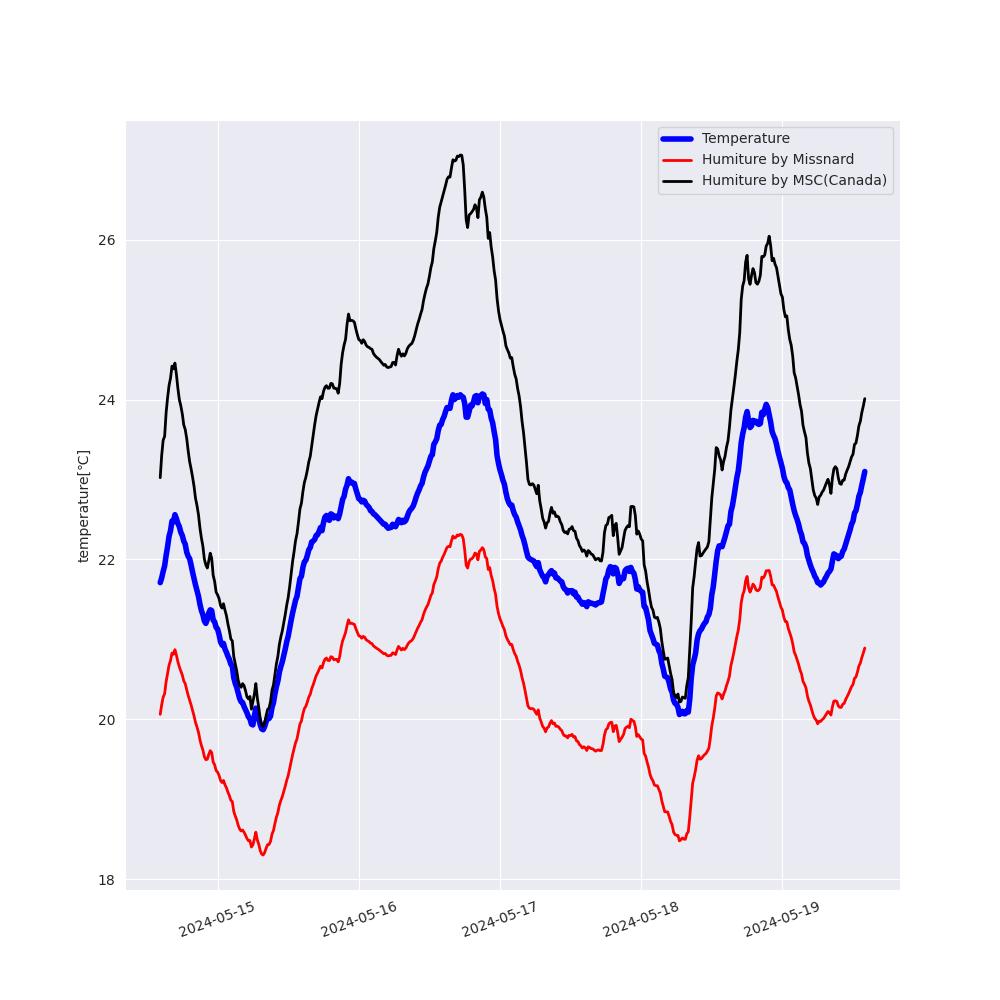 Temperature
Humiture by Missnard
Humiture by MSC(Canada)
temperature[℃]
26
24
22
20
18
2024-05-15
2024-05-16
2024-05-17
2024-05-18
2024-05-19